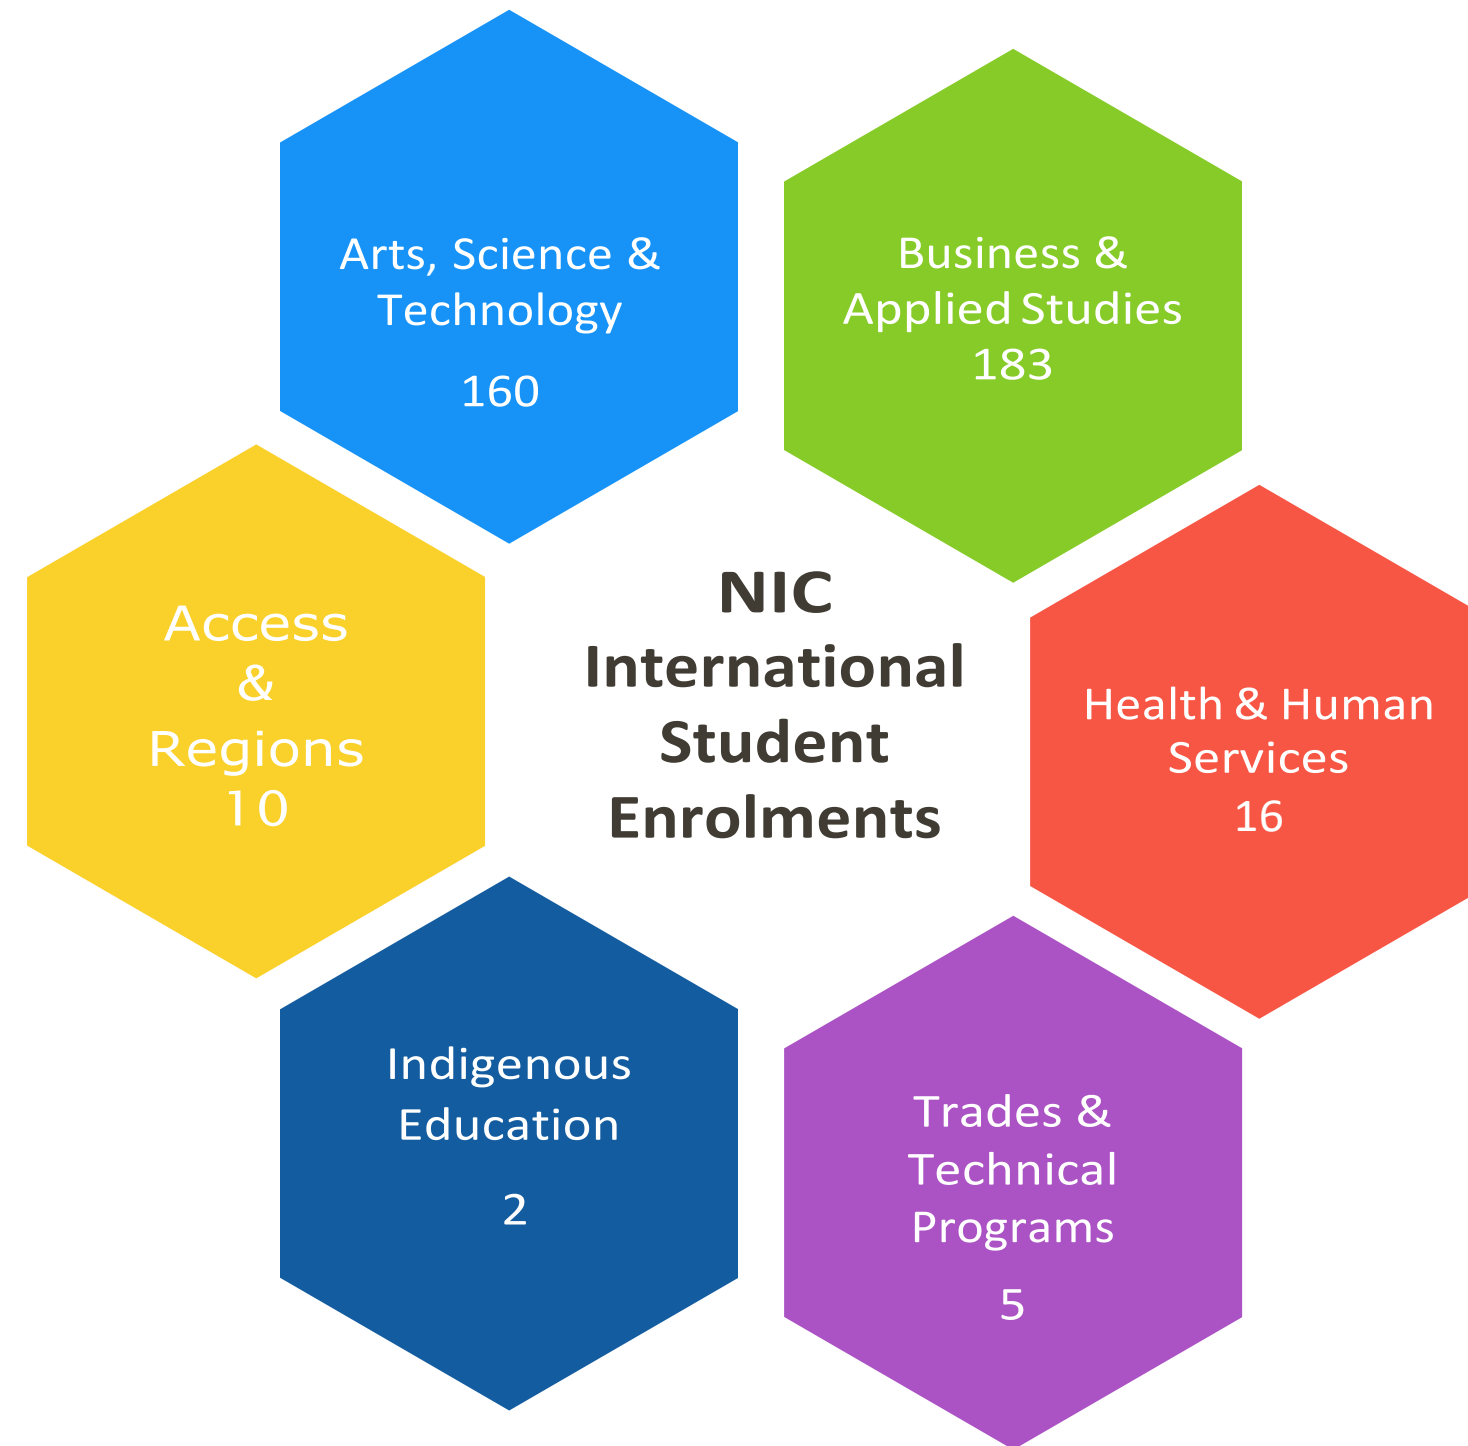 Arts, Science &
Technology
160
Business &
Applied Studies
183
Access
&
Regions
10
NIC
International
Student
Enrolments
Health & Human
Services
16
Indigenous
Education
2
Trades &
Technical
Programs
5